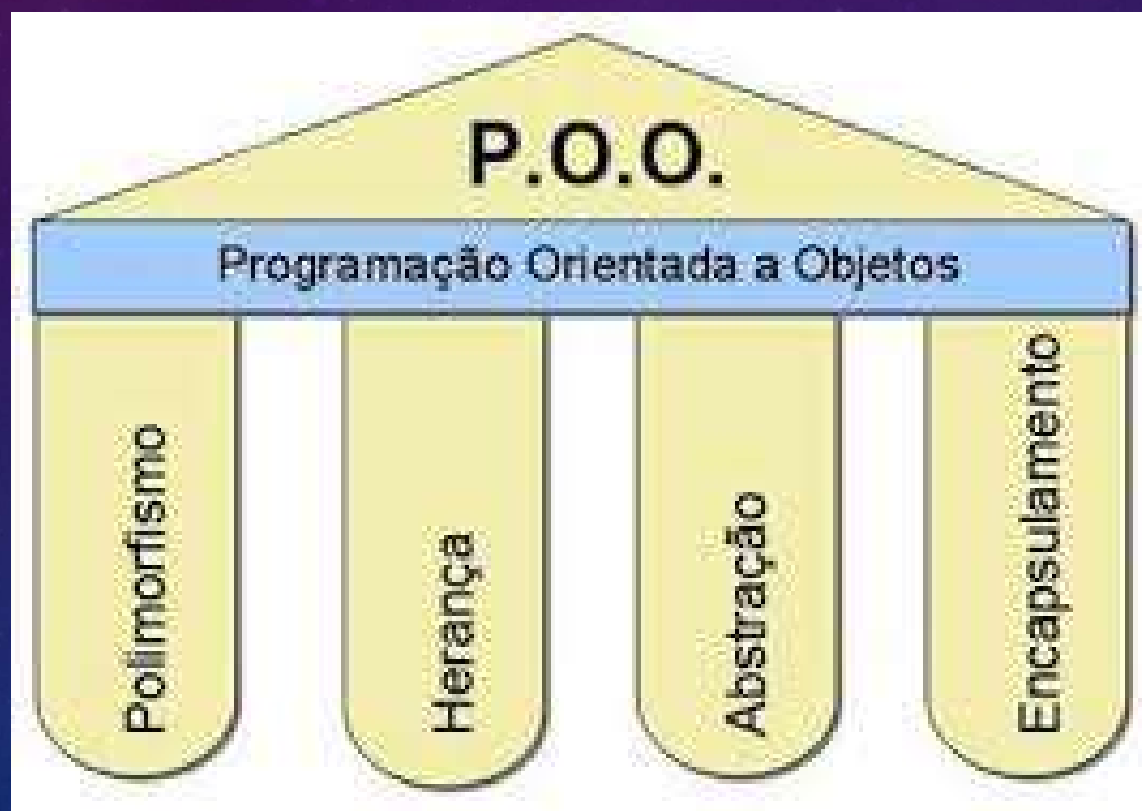 P.O.O.
Programação Orientada a Objetos
Polimorfismo
Herança
Abstração
Encapsulamento